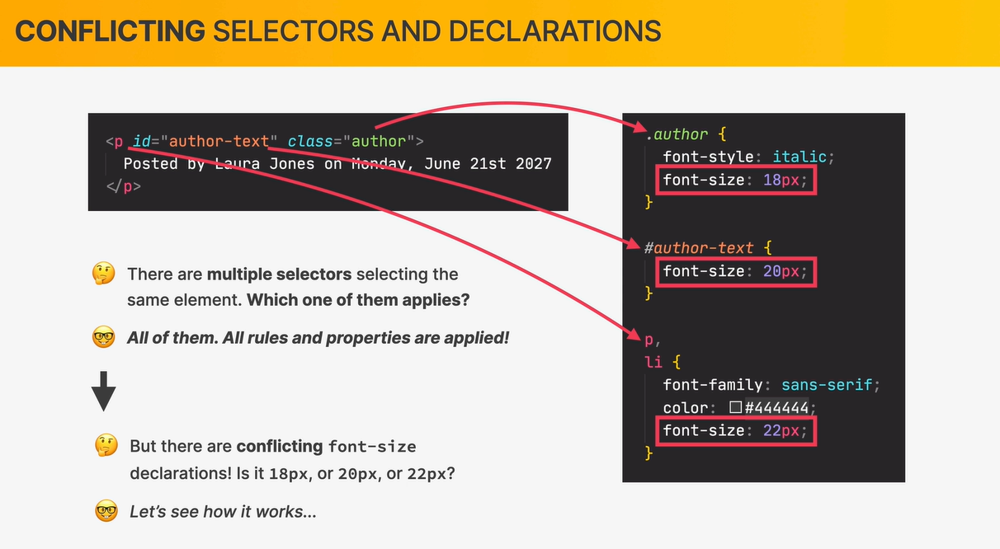 CONFLICTING SELECTORS AND DECLARATIONS
<p id="author-text" class="author">
Posted by Laura Jones on Monday, June 21st 2027
</p>
There are multiple selectors selecting the
same element. Which one of them applies?
All of them. All rules and properties are applied!
But there are conflicting font-size
declarations! Is it 18px, or 20px, or 22px?
Let’s see how it works…
.author {
font-style: italic;
font-size: 18px;
}
#author-text {
font-size: 20px;
}
p,
li {
font-family: sans-serif;
color: #444444;
font-size: 22px;
}